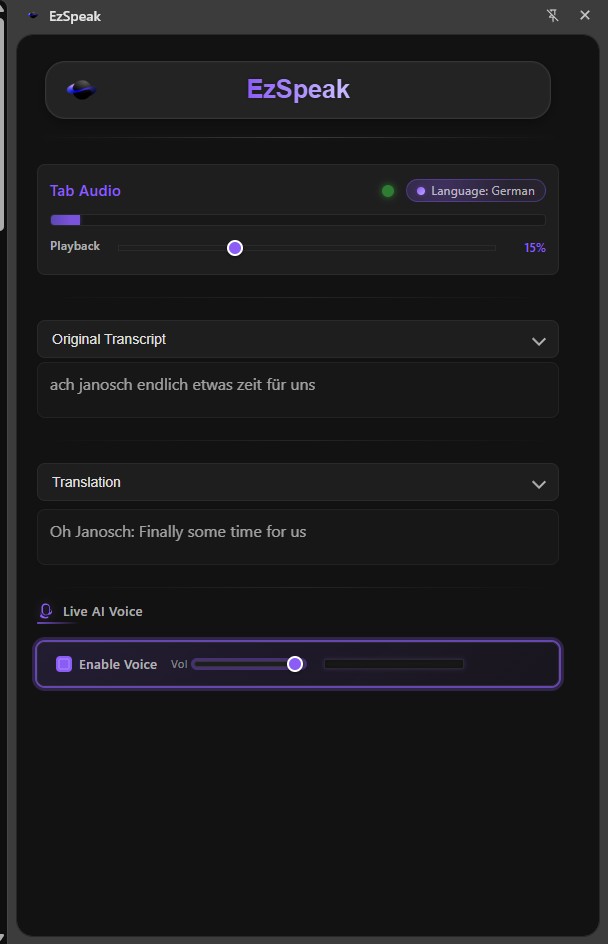 EzSpeak
EzSpeak
Tab Audio
Language: German
Playback
15%
Original Transcript
ach janosch endlich etwas zeit für uns
Translation
Oh Janosch: Finally some time for us
Live AI Voice
Enable Voice
Vol